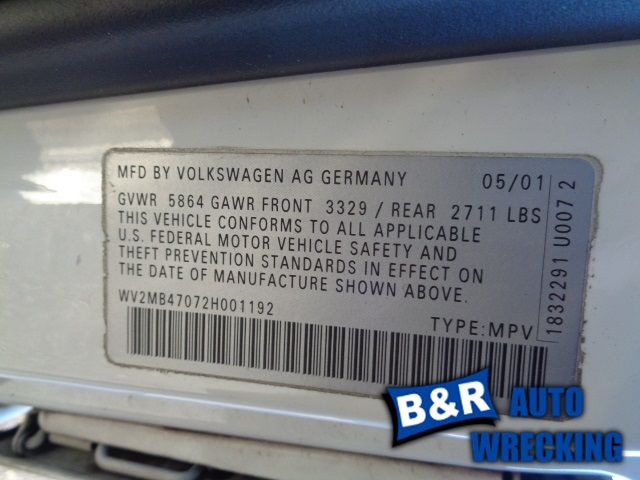 MFD BY VOLKSWAGEN AG GERMANY 05/01
GVWR 5864 GAWR FRONT 3329 / REAR 2711 LBS
THIS VEHICLE CONFORMS TO ALL APPLICABLE
U.S. FEDERAL MOTOR VEHICLE SAFETY AND
THEFT PREVENTION STANDARDS IN EFFECT ON
THE DATE OF MANUFACTURE SHOWN ABOVE.
WV2MB47072H001192
TYPE:MPV
1832291 U007 2
B&R AUTO
WRECKING